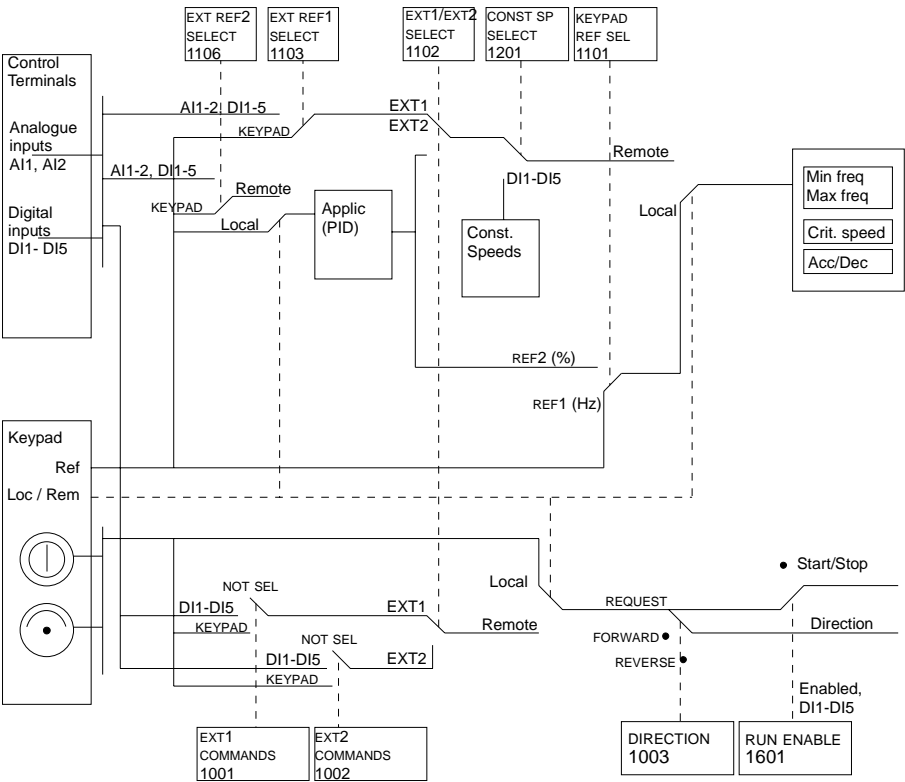 EXT REF2
SELECT
1106
EXT REF1
SELECT
1103
EXT1/EXT2
SELECT
1102
CONST SP
SELECT
1201
KEYPAD
REF SEL
1101
Control
Terminals
Analogue
inputs
AI1, AI2
Digital
inputs
DI1- DI5
AI1-2, DI1-5
KEYPAD
EXT1
EXT2
Remote
AI1-2, DI1-5
Remote
KEYPAD
Local
Applic
(PID)
DI1-DI5
Const.
Speeds
Local
Min freq
Max freq
Crit. speed
Acc/Dec
REF2 (%)
REF1 (Hz)
Keypad
Ref
Loc / Rem
NOT SEL
DI1-DI5
KEYPAD
EXT1
Remote
NOT SEL
DI1-DI5
EXT2
KEYPAD
Local
REQUEST
Start/Stop
Direction
FORWARD
REVERSE
Enabled,
DI1-DI5
EXT1
COMMANDS
1001
EXT2
COMMANDS
1002
DIRECTION
1003
RUN ENABLE
1601